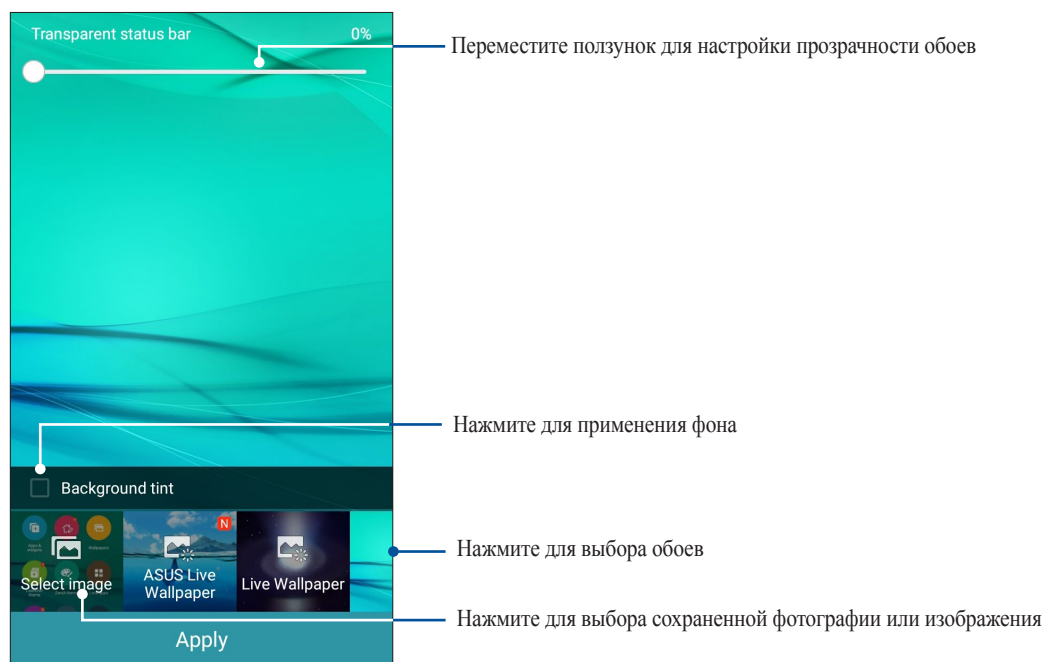 Transparent status bar 0%
Переместите ползунок для настройки прозрачности обоев
Нажмите для применения фона
Background tint
N
Select image
ASUS Live
Wallpaper
Live Wallpaper
Нажмите для выбора обоев
Нажмите для выбора сохраненной фотографии или изображения
Apply